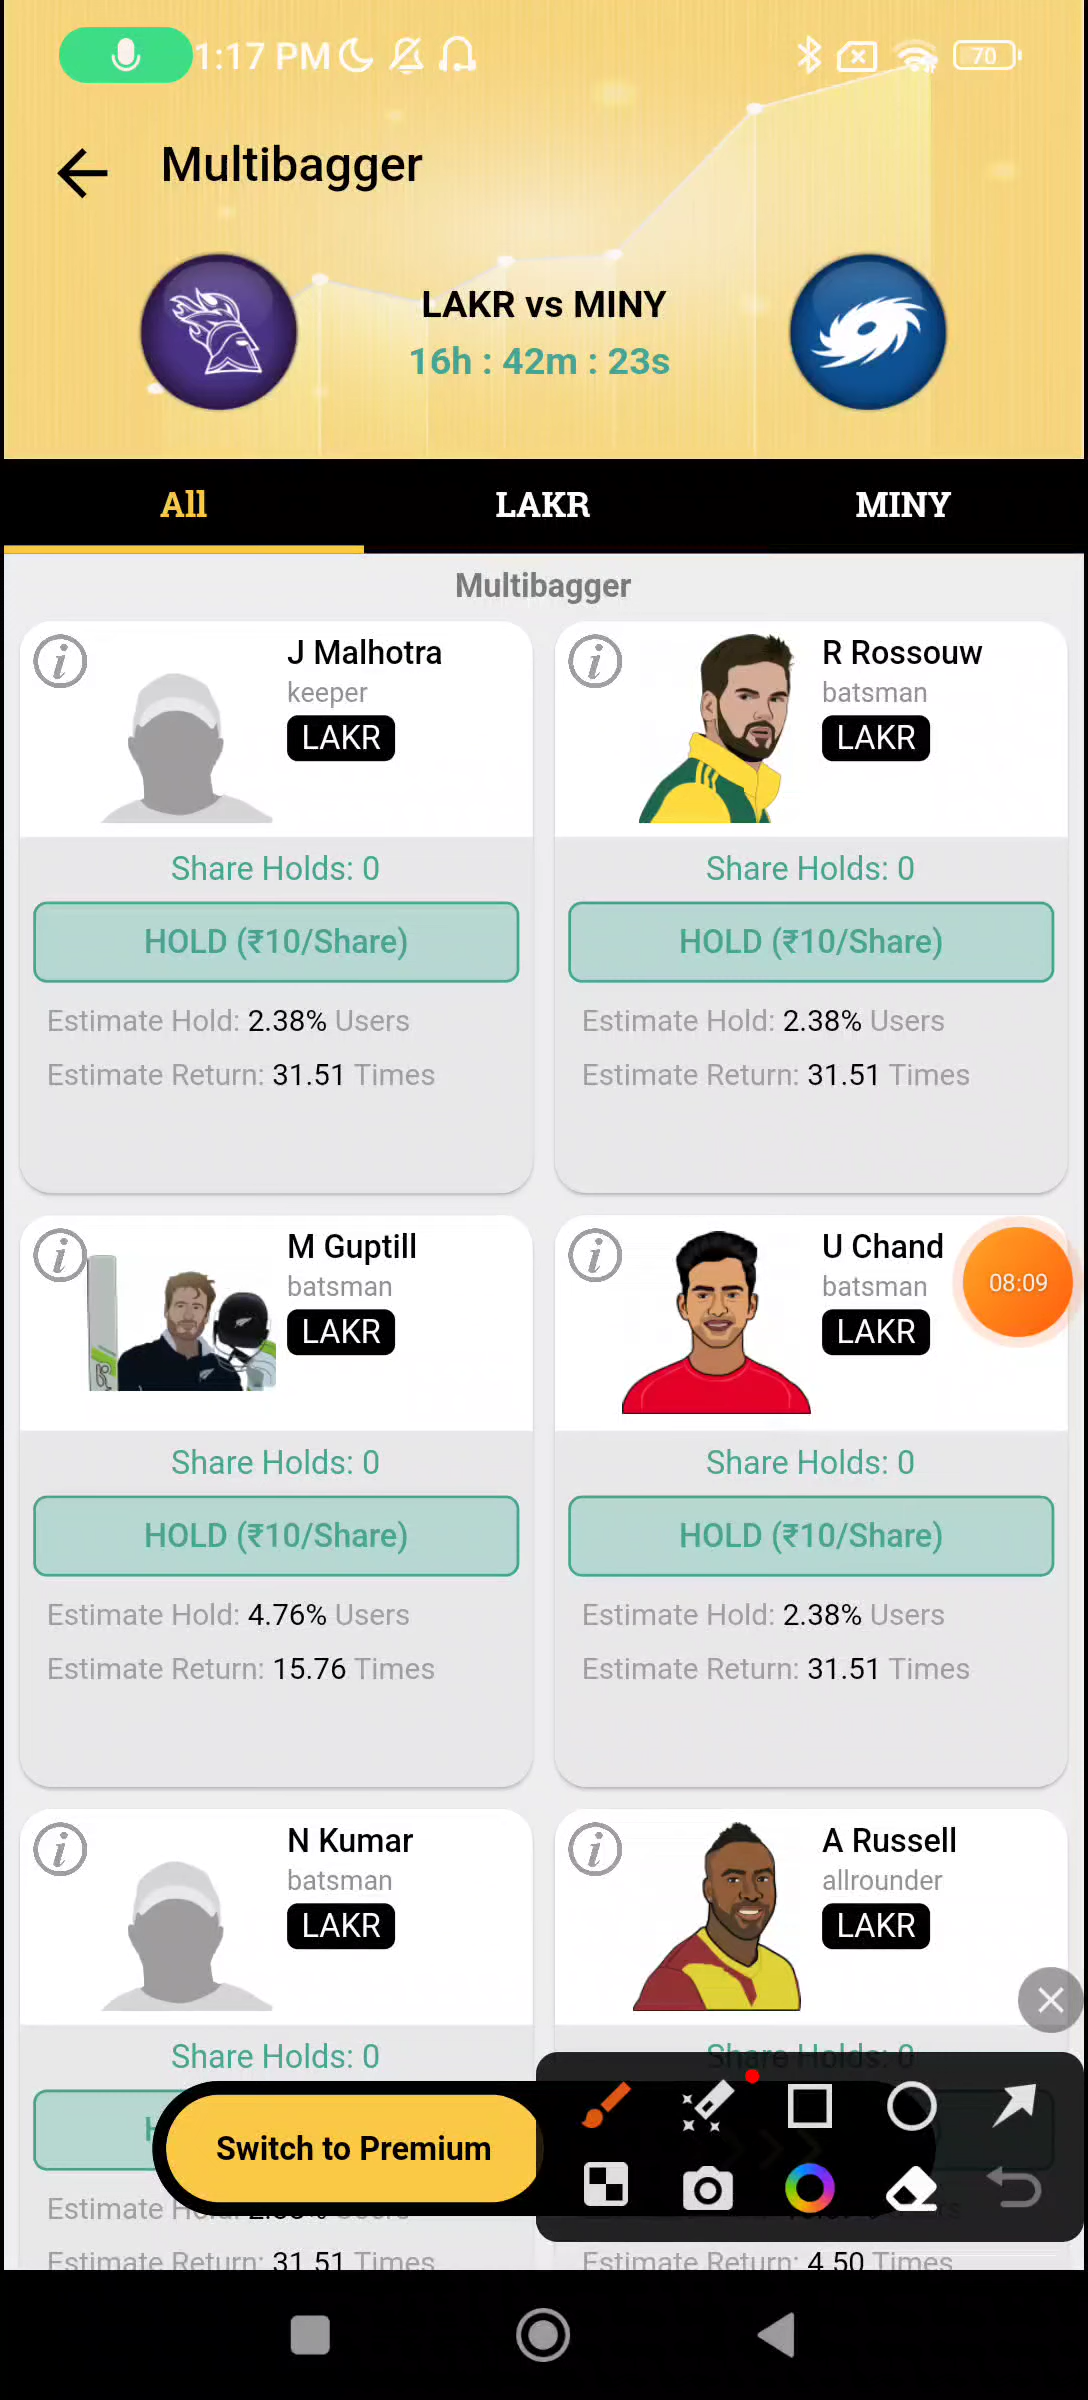 1:17 PM
70
Multibagger
LAKR vs MINY
16h : 42m : 23s
All
LAKR
MINY
Multibagger
J Malhotra
keeper
LAKR
Share Holds: 0
HOLD (₹10/Share)
Estimate Hold: 2.38% Users
Estimate Return: 31.51 Times
R Rossouw
batsman
LAKR
Share Holds: 0
HOLD (₹10/Share)
Estimate Hold: 2.38% Users
Estimate Return: 31.51 Times
M Guptill
batsman
LAKR
Share Holds: 0
HOLD (₹10/Share)
Estimate Hold: 4.76% Users
Estimate Return: 15.76 Times
U Chand
batsman
LAKR
08:09
Share Holds: 0
HOLD (₹10/Share)
Estimate Hold: 2.38% Users
Estimate Return: 31.51 Times
N Kumar
batsman
LAKR
Share Holds: 0
Estimate
Estimate Return: 31.51 Times
A Russell
allrounder
LAKR
Share Holds: 0
Estimate Return: 4.50 Times
Switch to Premium